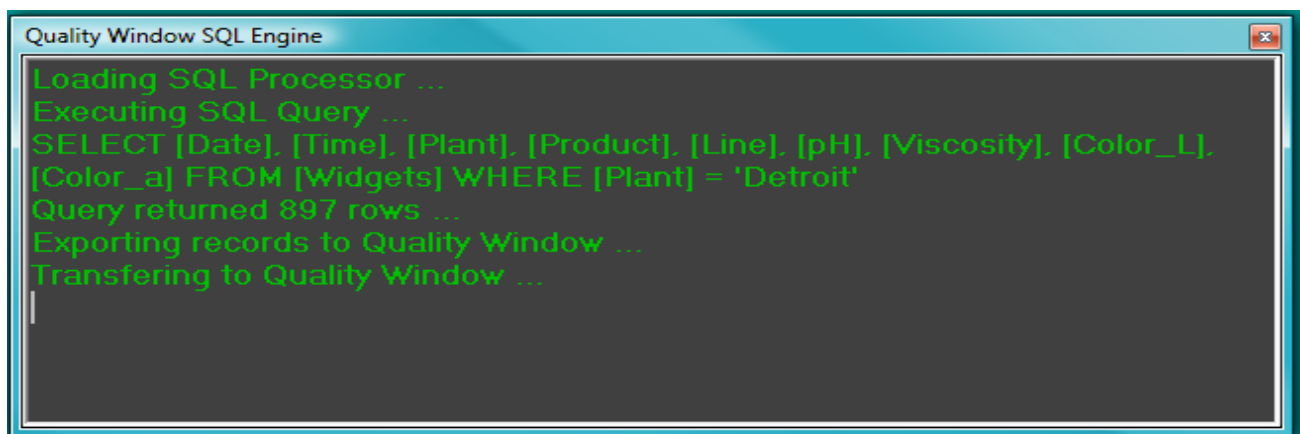 Quality Window SQL Engine
Loading SQL Processor ...
Executing SQL Query ...
SELECT [Date], [Time], [Plant], [Product], [Line], [pH], [Viscosity], [Color_L],
[Color_a] FROM [Widgets] WHERE [Plant] = 'Detroit'
Query returned 897 rows ...
Exporting records to Quality Window ...
Transfering to Quality Window ...